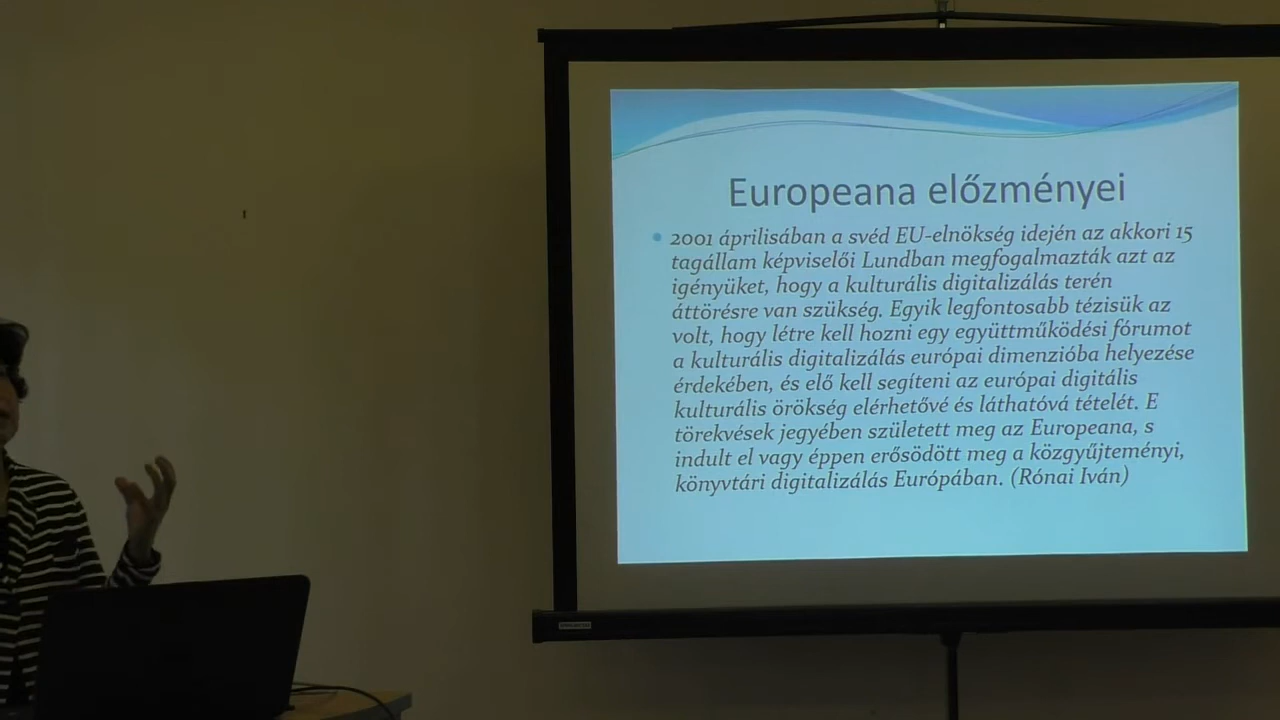 Europeana előzményei
2001 áprilisában a svéd EU-elnökség idején az akkori 15
tagállam képviselői Lundban megfogalmazták azt az
igényüket, hogy a kulturális digitalizálás terén
áttörésre van szükség. Egyik legfontosabb tézisük az
volt, hogy létre kell hozni egy együttműködési fórumot
a kulturális digitalizálás európai dimenzióba helyezése
érdekében, és elő kell segíteni az európai digitális
kulturális örökség elérhetővé és láthatóvá tételét. E
törekvések jegyében született meg az Europeana, s
indult el vagy éppen erősödött meg a közgyűjteményi,
könyvtári digitalizálás Európában. (Rónai Iván)